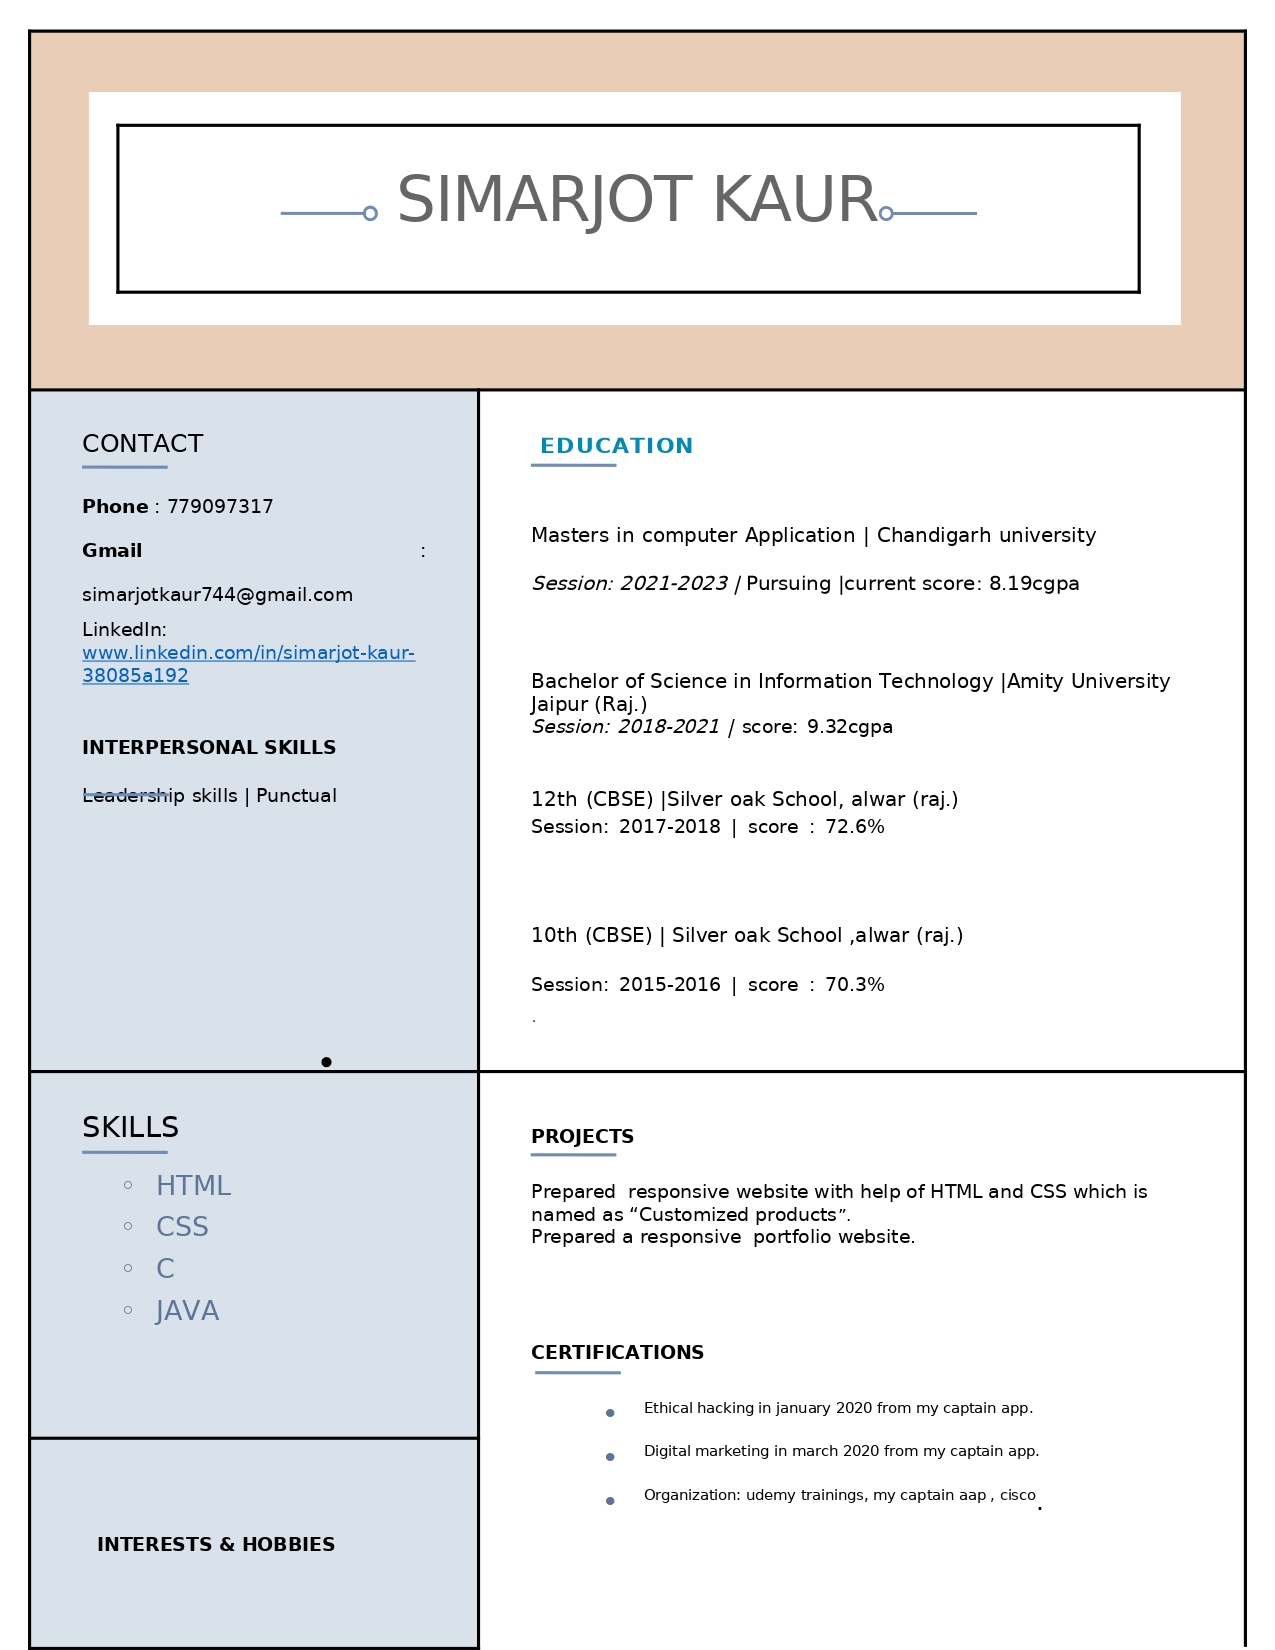 SIMARJOT KAUR
CONTACT
Phone : 779097317
Gmail :
simarjotkaur744@gmail.com
LinkedIn:
www.linkedin.com/in/simarjot-kaur-
38085a192
INTERPERSONAL SKILLS
Leadership skills | Punctual
EDUCATION
Masters in computer Application | Chandigarh university
Session: 2021-2023 | Pursuing |current score: 8.19cgpa
Bachelor of Science in Information Technology |Amity University
Jaipur (Raj.)
Session: 2018-2021 | score: 9.32cgpa
12th (CBSE) |Silver oak School, alwar (raj.)
Session: 2017-2018 | score : 72.6%
10th (CBSE) | Silver oak School ,alwar (raj.)
Session: 2015-2016 | score : 70.3%
.
SKILLS
◦ HTML
◦ CSS
◦ C
◦ JAVA
INTERESTS & HOBBIES
PROJECTS
Prepared  responsive website with help of HTML and CSS which is
named as “Customized products”.
Prepared a responsive  portfolio website.
CERTIFICATIONS
• Ethical hacking in january 2020 from my captain app.
• Digital marketing in march 2020 from my captain app.
• Organization: udemy trainings, my captain aap , cisco.